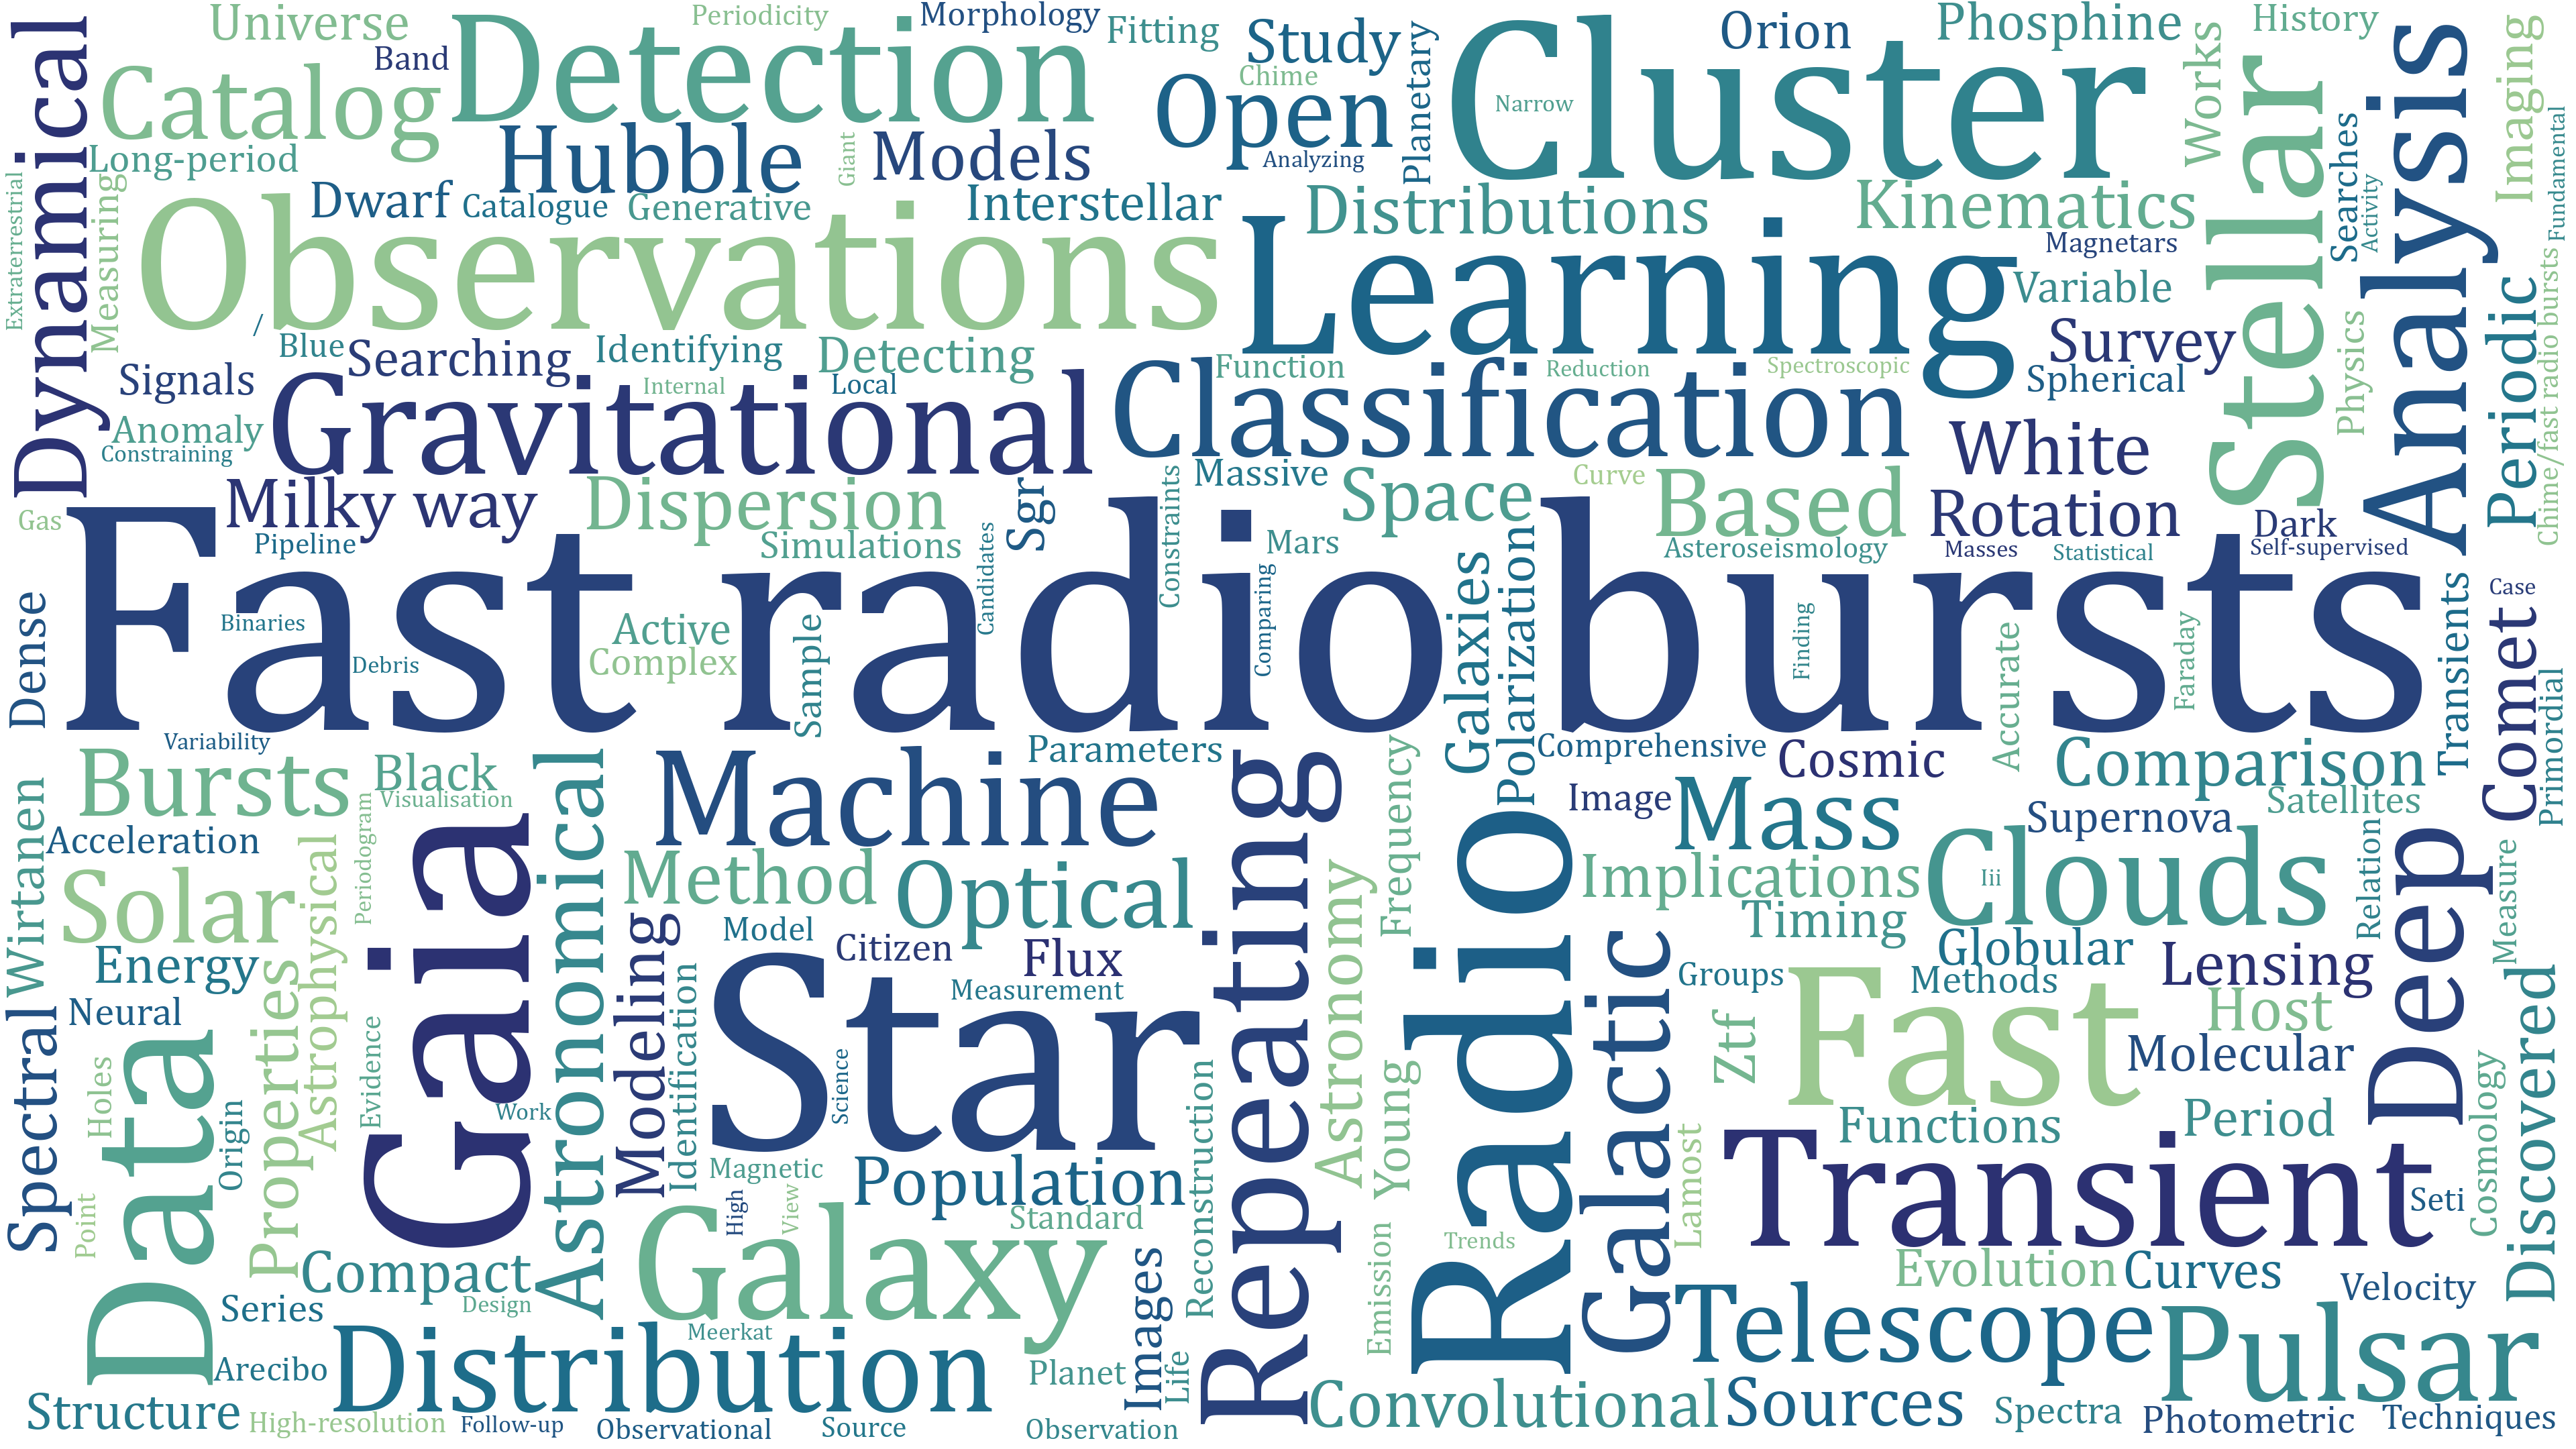 Dynamical
Universe
Band
Catalog
Long-period
Detection
Periodicity
Morphology
Fitting
Study
Chime
Open
Analyzing
Planetary
Cluster
Narrow
Orion
Phosphine
Works
History
Imaging
Stellar
Analysis
Searches
Activity
Fundamental
Extraterrestrial
Measuring
Hubble
Giant
Models
Dwarf
Catalogue
Generative
Interstellar
Distributions
Kinematics
Magnetars
Variable
Observations
Learning
/
Blue
Searching
Identifying
Detecting
Function
Reduction
Spectroscopic
Survey
Spherical
Physics
Periodic
Chime/fast radio bursts
Signals
Internal
Local
Anomaly
Constraining
Gravitational
Classification
White
Milky way
Dispersion
Sgr
Constraints
Massive
Space
Curve
Based
Rotation
Gas
Pipeline
Simulations
Candidates
Mars
Asteroseismology
Masses
Statistical
Dark
Self-supervised
Fast radio bursts
Dense
Binaries
Debris
Active
Complex
Sample
Comparing
Galaxies
Polarization
Finding
Accurate
Faraday
Transients
Case
Comet
Primordial
Variability
Bursts
Black
Visualisation
Astronomical
Machine
Parameters
Repeating
Frequency
Comprehensive
Cosmic
Comparison
Image
Mass
Supernova
Satellites
Wirtanen
Acceleration
Periodogram
Solar
Astrophysical
Gaia
Method
Optical
Radio
Implications
Iii
Clouds
Relation
Deep
Measure
Energy
Modeling
Model
Citizen
Flux
Astronomy
Timing
Globular
Lensing
Neural
Properties
Measurement
Groups
Methods
Host
Spectral
Data
Holes
Origin
Evidence
Work
Identification
Star
Science
Reconstruction
Young
Galactic
Ztf
Fast
Molecular
Cosmology
Discovered
Functions
Period
Point
Magnetic
Population
High
View
Standard
Lamost
Transient
Seti
Compact
Design
Galaxy
Images
Emission
Trends
Evolution
Curves
Velocity
Series
Meerkat
Arecibo
Distribution
Planet
Life
Telescope
Pulsar
Structure
High-resolution
Follow-up
Observational
Source
Observation
Convolutional
Sources
Spectra
Photometric
Techniques